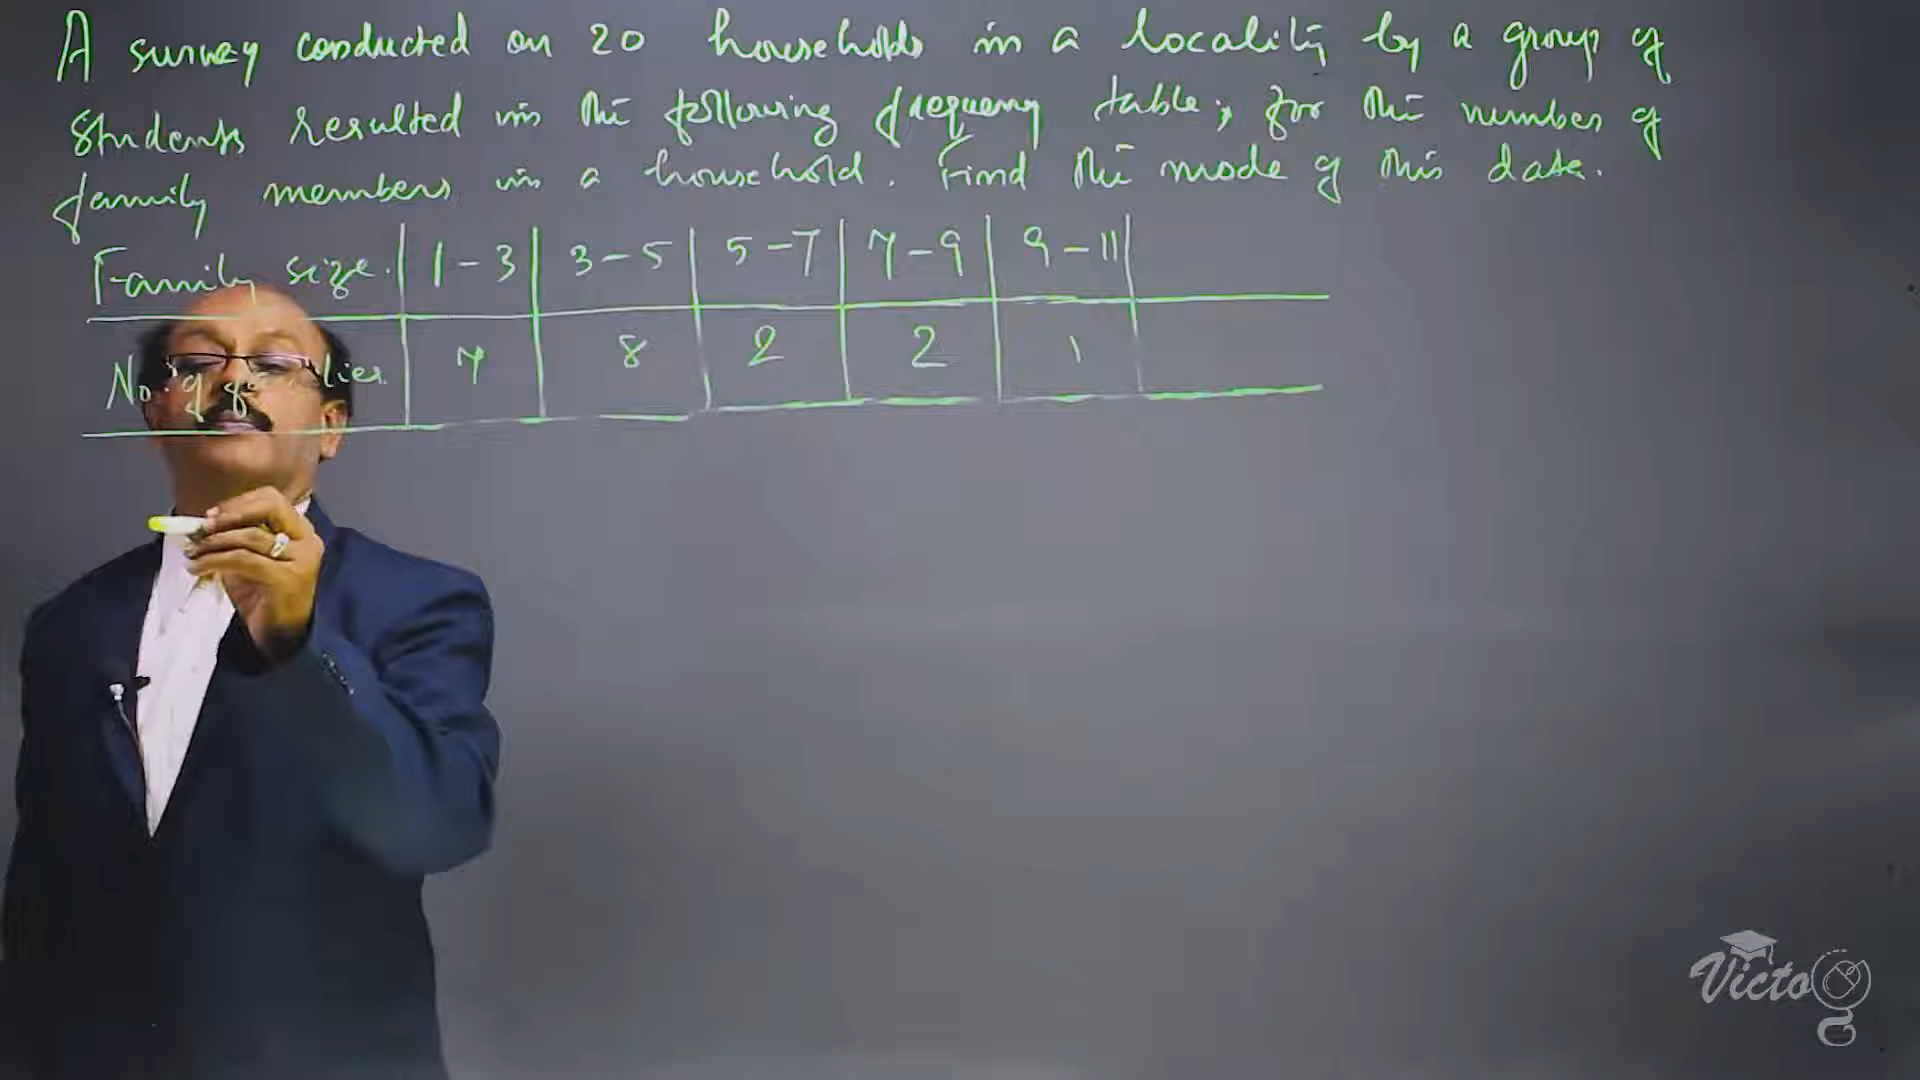 A survey conducted on 20 households in a locality by a group of
students resulted in the following frequency table, for the number of
family members in a household. Find the mode of this data.
Family size 1-3 3-5 5-7 7-9 9-11
No. of families 7 8 2 2 1
Victo